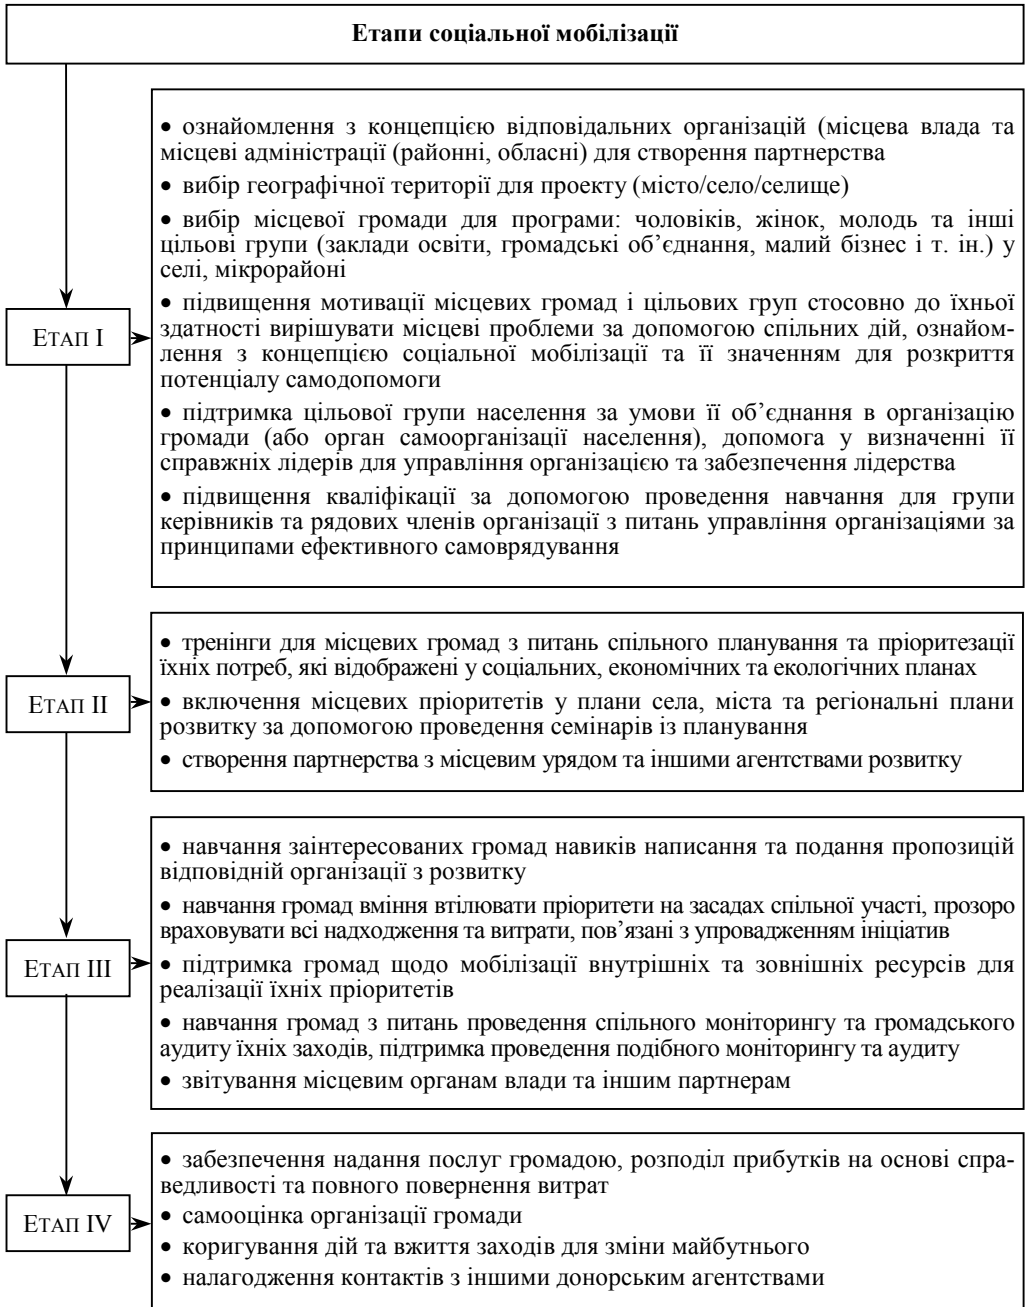 Етапи соціальної мобілізації
• ознайомлення з концепцією відповідальних організацій (місцева влада та
місцеві адміністрації (районні, обласні) для створення партнерства
• вибір географічної території для проекту (місто/село/селище)
• вибір місцевої громади для програми: чоловіків, жінок, молодь та інші
цільові групи (заклади освіти, громадські об’єднання, малий бізнес і т. ін.) у
селі, мікрорайоні
• підвищення мотивації місцевих громад і цільових груп стосовно до їхньої
здатності вирішувати місцеві проблеми за допомогою спільних дій, ознайом-
лення з концепцією соціальної мобілізації та її значенням для розкриття
потенціалу самодопомоги
• підтримка цільової групи населення за умови її об’єднання в організацію
громади (або орган самоорганізації населення), допомога у визначенні її
справжніх лідерів для управління організацією та забезпечення лідерства
• підвищення кваліфікації за допомогою проведення навчання для групи
керівників та рядових членів організації з питань управління організаціями за
принципами ефективного самоврядування
ЕТАП І
• тренінги для місцевих громад з питань спільного планування та пріоритезації
їхніх потреб, які відображені у соціальних, економічних та екологічних планах
• включення місцевих пріоритетів у плани села, міста та регіональні плани
розвитку за допомогою проведення семінарів із планування
• створення партнерства з місцевим урядом та іншими агентствами розвитку
ЕТАП ІІ
• навчання заінтересованих громад навиків написання та подання пропозицій
відповідній організації з розвитку
• навчання громад вміння втілювати пріоритети на засадах спільної участі, прозоро
враховувати всі надходження та витрати, пов’язані з упровадженням ініціатив
• підтримка громад щодо мобілізації внутрішніх та зовнішніх ресурсів для
реалізації їхніх пріоритетів
• навчання громад з питань проведення спільного моніторингу та громадського
аудиту їхніх заходів, підтримка проведення подібного моніторингу та аудиту
• звітування місцевим органам влади та іншим партнерам
ЕТАП ІІІ
• забезпечення надання послуг громадою, розподіл прибутків на основі спра-
ведливості та повного повернення витрат
• самооцінка організації громади
• коригування дій та вжиття заходів для зміни майбутнього
• налагодження контактів з іншими донорським агентствами
ЕТАП IV